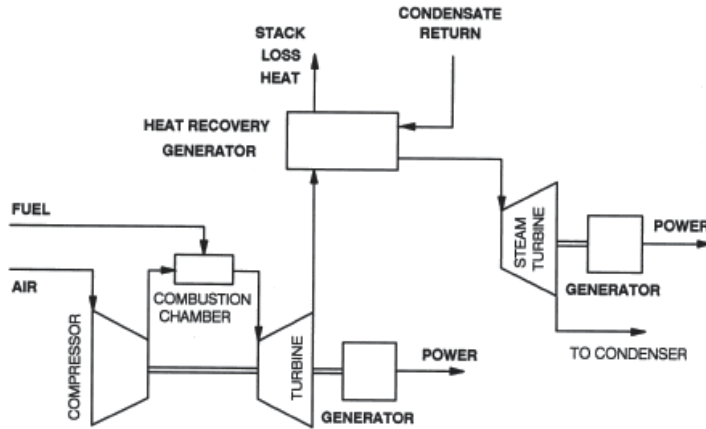 STACK
LOSS
HEAT
CONDENSATE
RETURN
HEAT RECOVERY
GENERATOR
FUEL
AIR
COMBUSTION
CHAMBER
COMPRESSOR
TURBINE
POWER
GENERATOR
STEAM
TURBINE
POWER
GENERATOR
TO CONDENSER